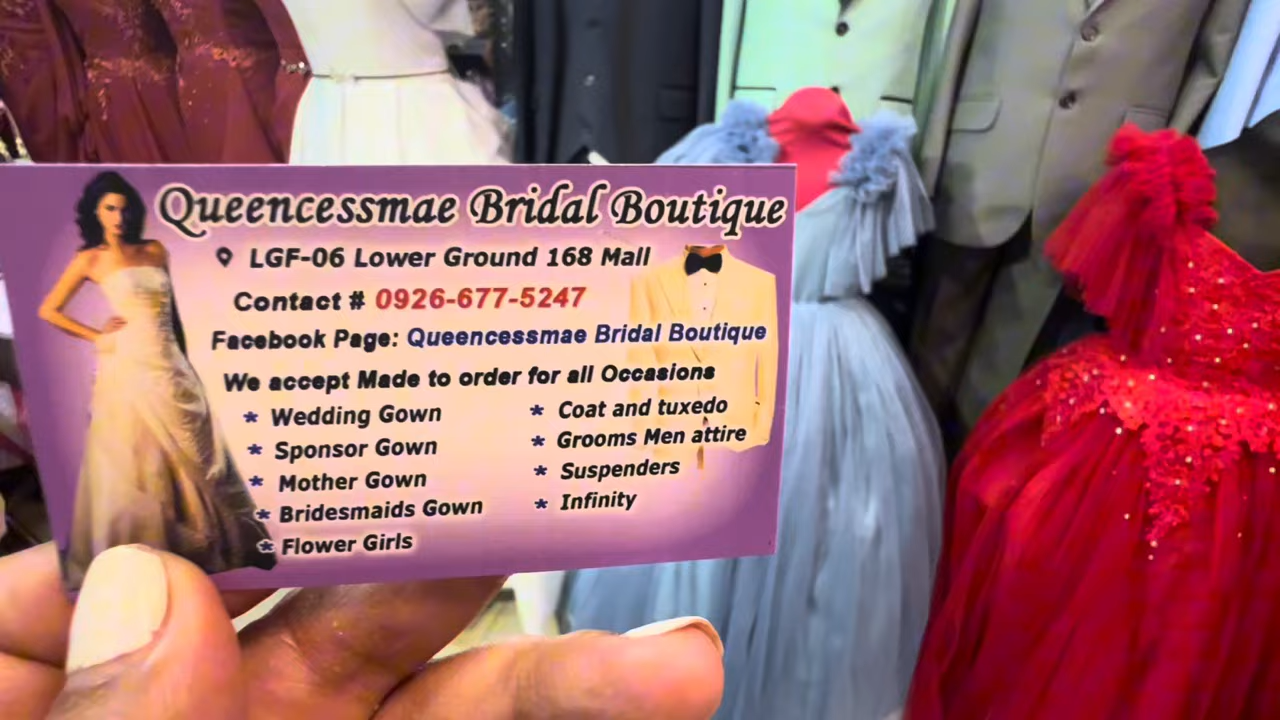 Queencessmae Bridal Boutique
LGF-06 Lower Ground 168 Mall
Contact # 0926-677-5247
Facebook Page: Queencessmae Bridal Boutique
We accept Made to order for all Occasions
* Wedding Gown
* Sponsor Gown
* Mother Gown
* Bridesmaids Gown
* Flower Girls
* Coat and tuxedo
* Grooms Men attire
* Suspenders
* Infinity